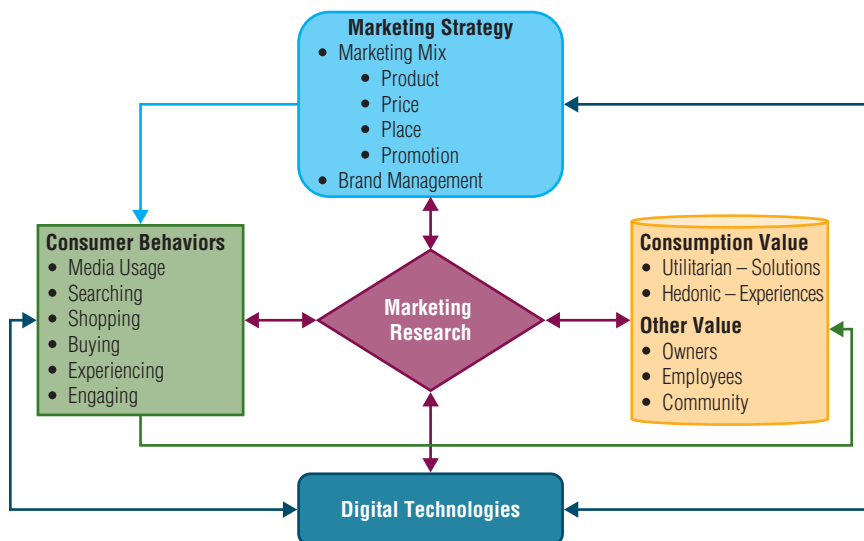 Marketing Strategy
• Marketing Mix
• Product
• Price
• Place
• Promotion
• Brand Management
Consumer Behaviors
• Media Usage
• Searching
• Shopping
• Buying
• Experiencing
• Engaging
Marketing
Research
Consumption Value
• Utilitarian – Solutions
• Hedonic – Experiences
Other Value
• Owners
• Employees
• Community
Digital Technologies